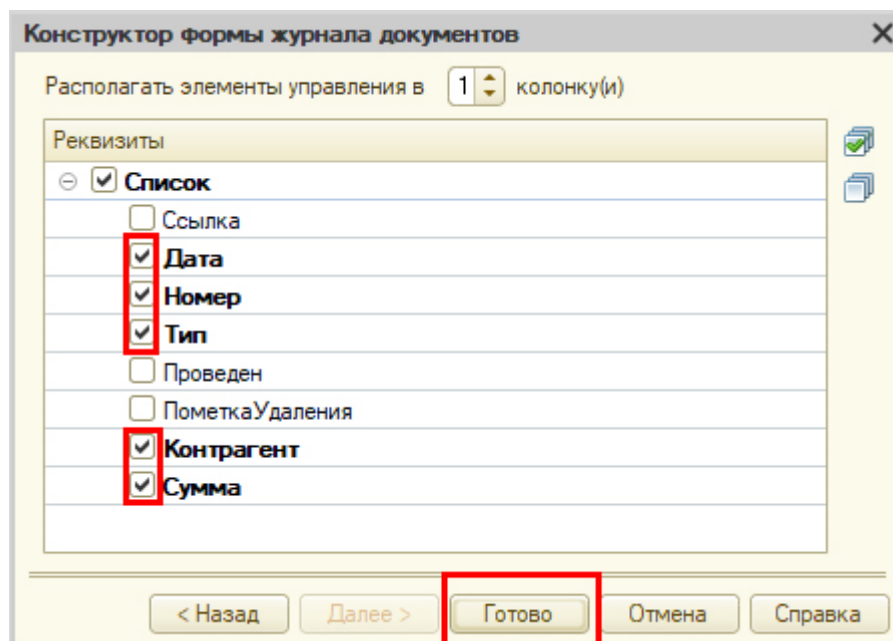 Конструктор формы журнала документов
Располагать элементы управления в 1 колонку(и)
Реквизиты
Список
Ссылка
Дата
Номер
Тип
Проведен
ПометкаУдаления
Контрагент
Сумма
< Назад Далее > Готово Отмена Справка